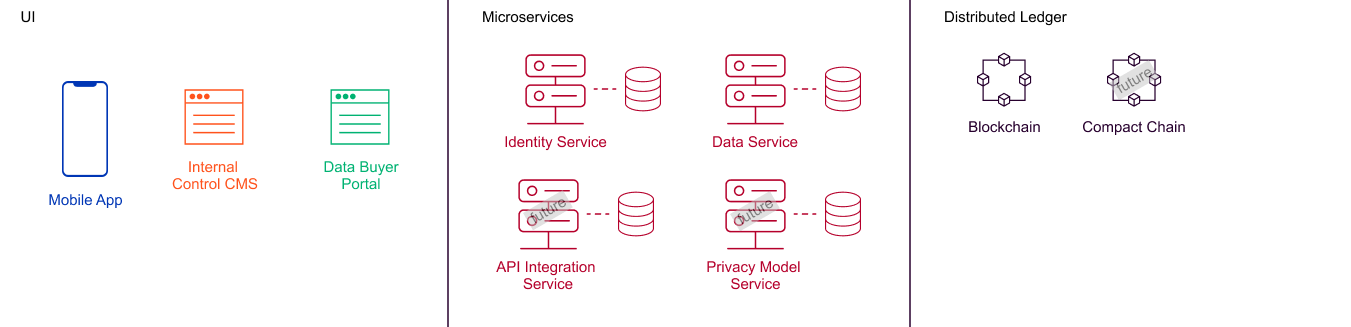 UI
Mobile App
Internal
Control CMS
Data Buyer
Portal
Microservices
Identity Service
Data Service
future
API Integration
Service
future
Privacy Model
Service
Distributed Ledger
Blockchain
future
Compact Chain